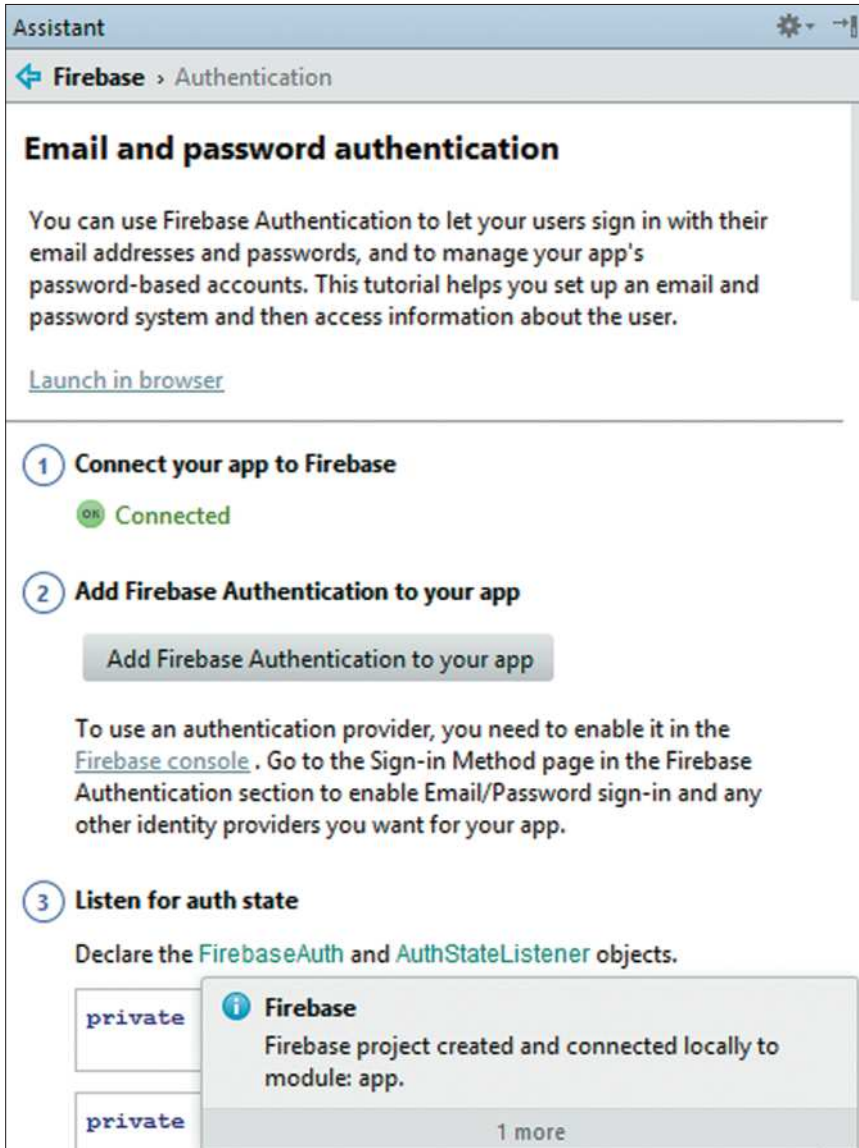 Assistant
Firebase › Authentication
Email and password authentication
You can use Firebase Authentication to let your users sign in with their
email addresses and passwords, and to manage your app's
password-based accounts. This tutorial helps you set up an email and
password system and then access information about the user.
Launch in browser
1 Connect your app to Firebase
OK Connected
2 Add Firebase Authentication to your app
Add Firebase Authentication to your app
To use an authentication provider, you need to enable it in the
Firebase console . Go to the Sign-in Method page in the Firebase
Authentication section to enable Email/Password sign-in and any
other identity providers you want for your app.
3 Listen for auth state
Declare the FirebaseAuth and AuthStateListener objects.
private
Firebase
Firebase project created and connected locally to
module: app.
private
1 more